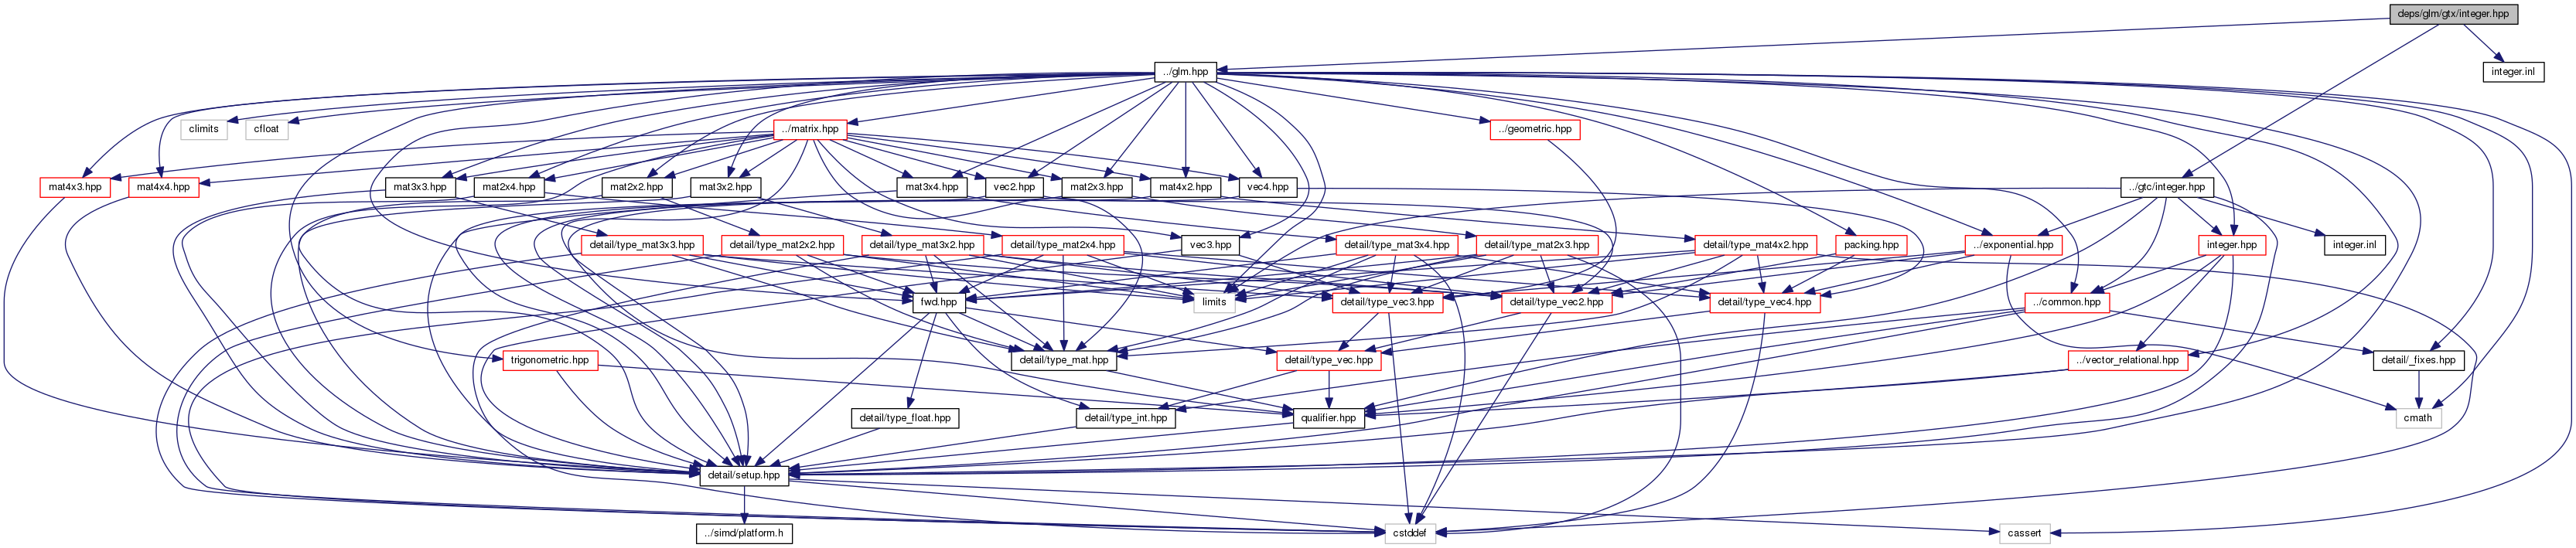 deps/glm/gtx/integer.hpp
../glm.hpp
integer.inl
climits
cfloat
../matrix.hpp
../geometric.hpp
mat4x3.hpp
mat4x4.hpp
mat3x3.hpp
mat2x4.hpp
mat2x2.hpp
mat3x2.hpp
mat3x4.hpp
vec2.hpp
mat2x3.hpp
mat4x2.hpp
vec4.hpp
../gtc/integer.hpp
detail/type_mat3x3.hpp
detail/type_mat2x2.hpp
detail/type_mat3x2.hpp
detail/type_mat2x4.hpp
vec3.hpp
detail/type_mat3x4.hpp
detail/type_mat2x3.hpp
detail/type_mat4x2.hpp
packing.hpp
../exponential.hpp
integer.hpp
integer.inl
fwd.hpp
limits
detail/type_vec3.hpp
detail/type_vec2.hpp
detail/type_vec4.hpp
../common.hpp
trigonometric.hpp
detail/type_mat.hpp
detail/type_vec.hpp
../vector_relational.hpp
detail/_fixes.hpp
detail/type_float.hpp
detail/type_int.hpp
qualifier.hpp
cmath
detail/setup.hpp
../simd/platform.h
cstddef
cassert